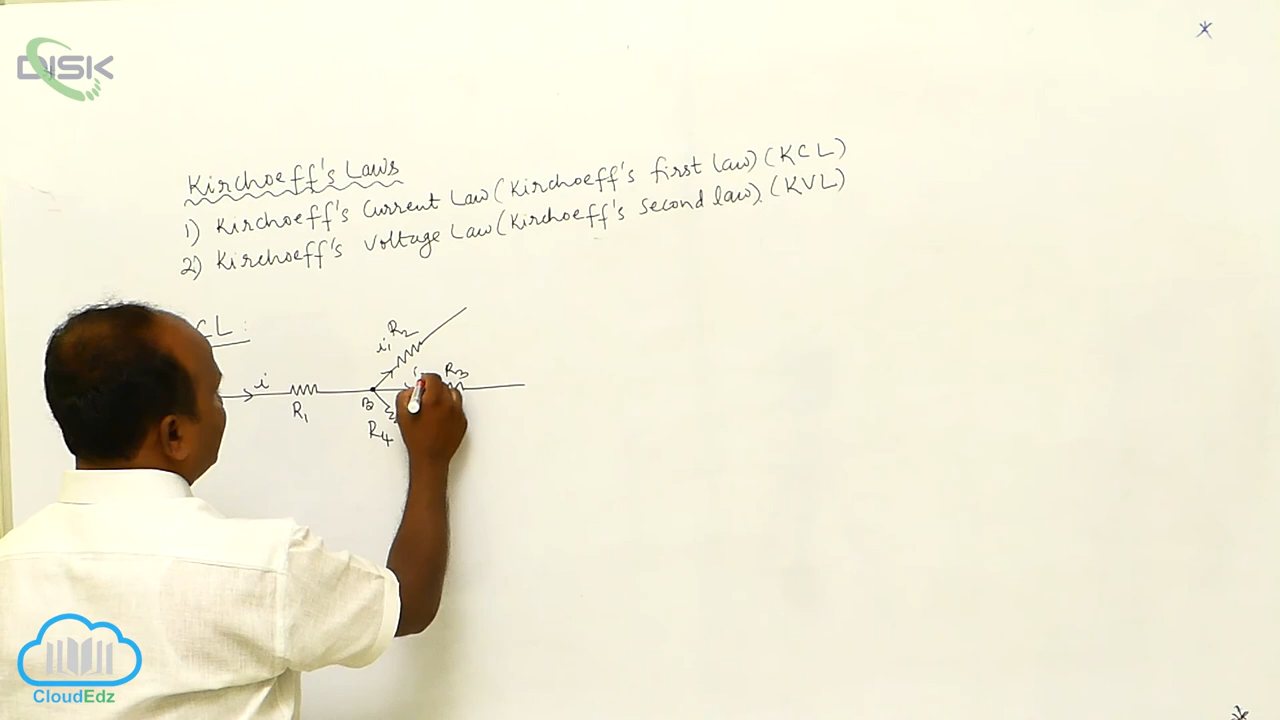 DISK
Kirchoeff's Laws
1) Kirchoeff's Current Law (Kirchoeff's first law) (KCL)
2) Kirchoeff's Voltage Law (Kirchoeff's second law). (KVL)
CL :
R2
i1
i
R3
R1
B
R4
CloudEdz